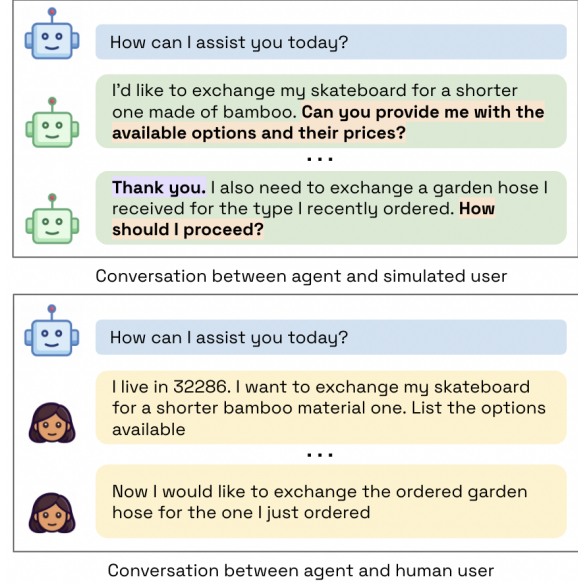 How can I assist you today?
I'd like to exchange my skateboard for a shorter
one made of bamboo. Can you provide me with the
available options and their prices?
...
Thank you. I also need to exchange a garden hose I
received for the type I recently ordered. How
should I proceed?
Conversation between agent and simulated user
How can I assist you today?
I live in 32286. I want to exchange my skateboard
for a shorter bamboo material one. List the options
available
...
Now I would like to exchange the ordered garden
hose for the one I just ordered
Conversation between agent and human user